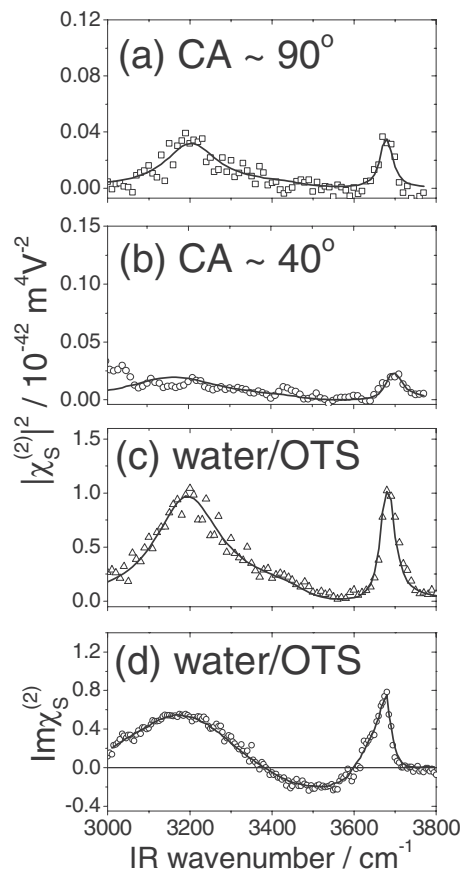 (a) CA ~ 90°
0.12
0.08
0.04
0.00
(b) CA ~ 40°
0.15
0.10
0.05
0.00
|χS(2)|² / 10⁻⁴² m⁴V⁻²
(c) water/OTS
1.5
1.0
0.5
0.0
(d) water/OTS
1.2
0.8
0.4
0.0
-0.4
ImχS(2)
3000 3200 3400 3600 3800
IR wavenumber / cm⁻¹